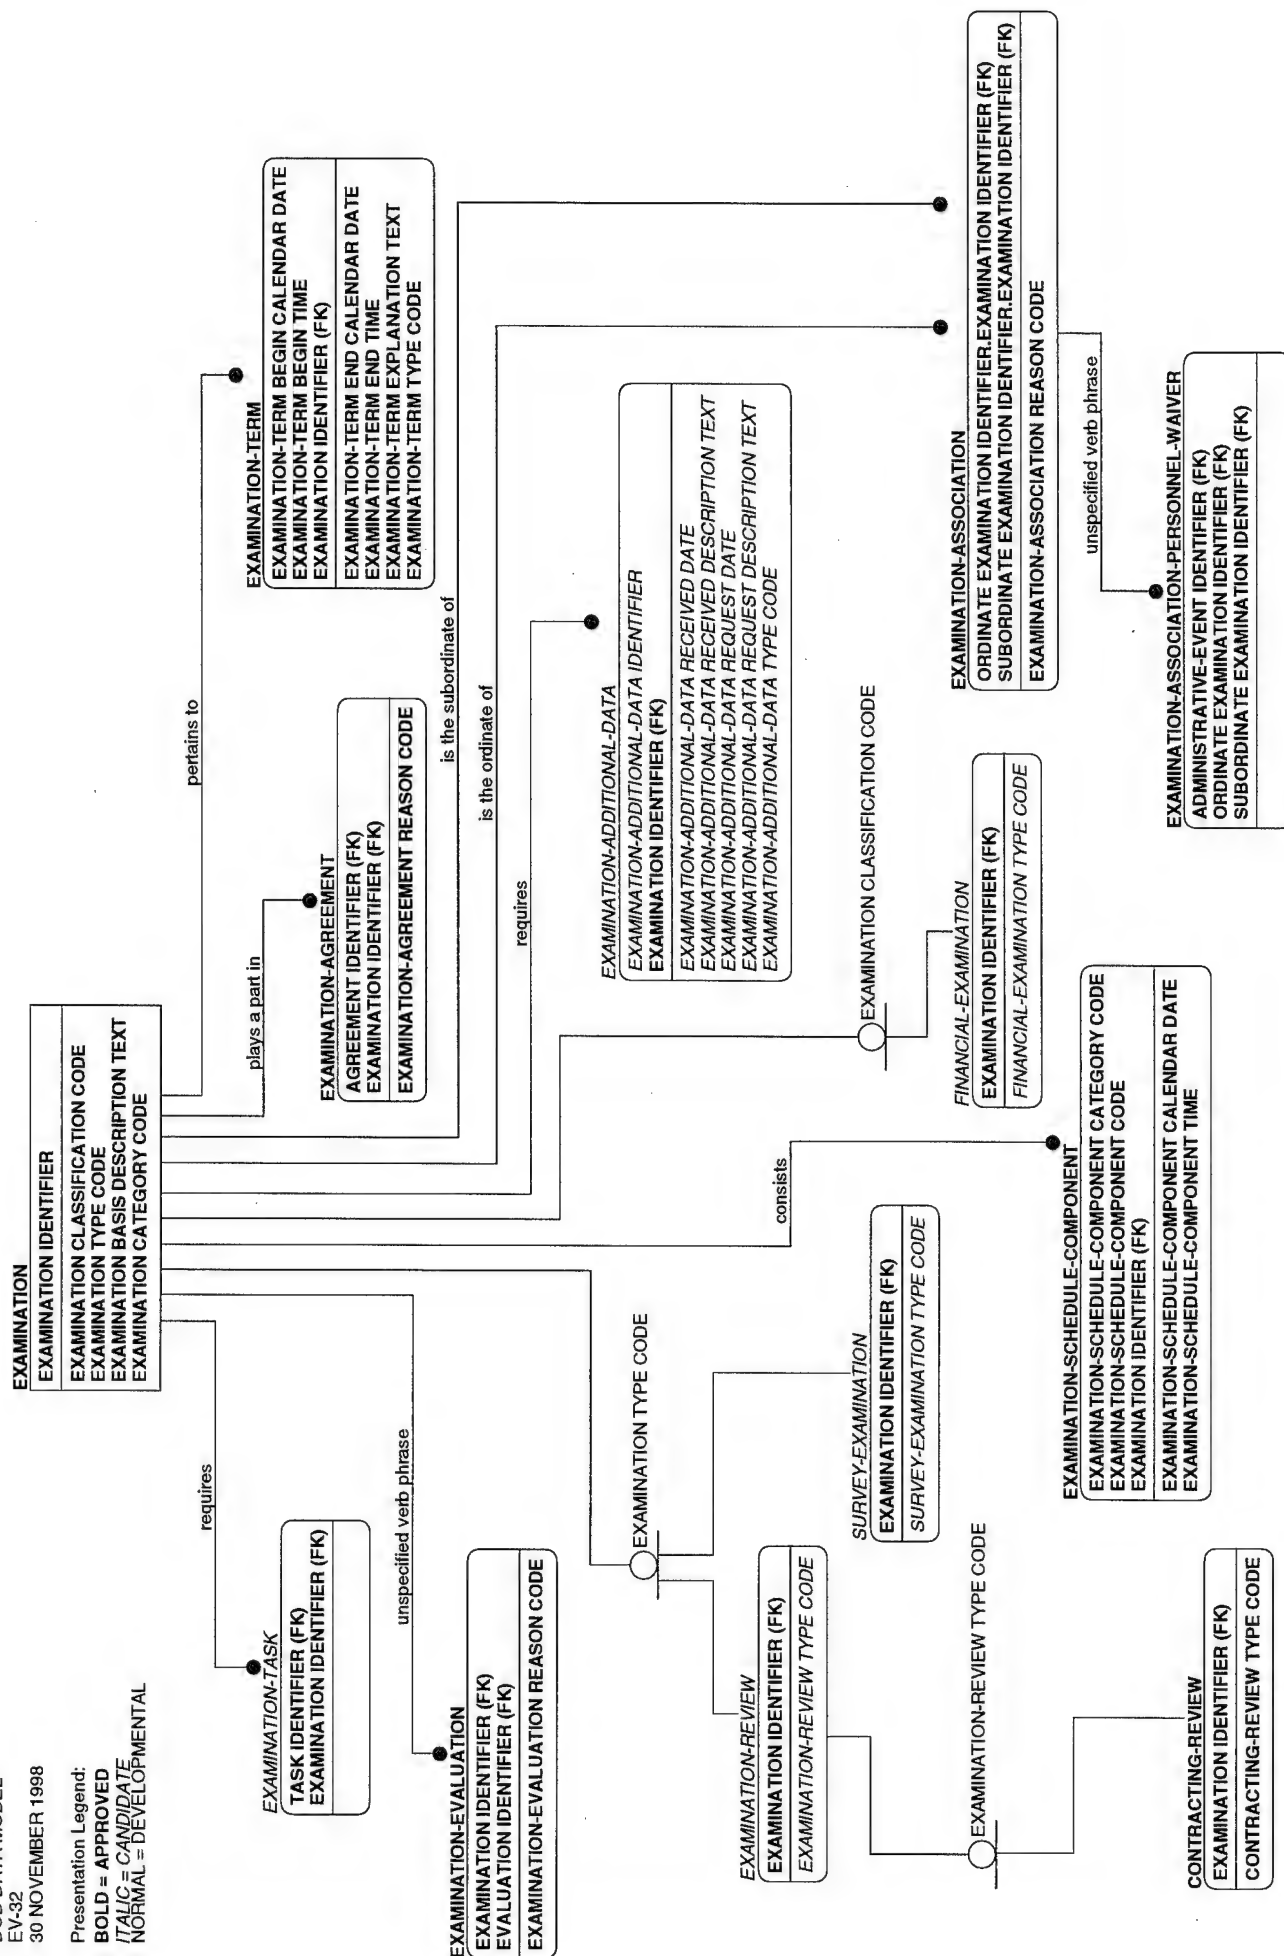 EV-32
30 NOVEMBER 1998
Presentation Legend:
BOLD = APPROVED
ITALIC = CANDIDATE
NORMAL = DEVELOPMENTAL
EXAMINATION
EXAMINATION IDENTIFIER
EXAMINATION CLASSIFICATION CODE
EXAMINATION TYPE CODE
EXAMINATION BASIS DESCRIPTION TEXT
EXAMINATION CATEGORY CODE
requires
unspecified verb phrase
plays a part in
pertains to
is the subordinate of
is the ordinate of
requires
consists
EXAMINATION-TASK
TASK IDENTIFIER (FK)
EXAMINATION IDENTIFIER (FK)
EXAMINATION-EVALUATION
EXAMINATION IDENTIFIER (FK)
EVALUATION IDENTIFIER (FK)
EXAMINATION-EVALUATION REASON CODE
EXAMINATION-AGREEMENT
AGREEMENT IDENTIFIER (FK)
EXAMINATION IDENTIFIER (FK)
EXAMINATION-AGREEMENT REASON CODE
EXAMINATION-TERM
EXAMINATION-TERM BEGIN CALENDAR DATE
EXAMINATION-TERM BEGIN TIME
EXAMINATION IDENTIFIER (FK)
EXAMINATION-TERM END CALENDAR DATE
EXAMINATION-TERM END TIME
EXAMINATION-TERM EXPLANATION TEXT
EXAMINATION-TERM TYPE CODE
EXAMINATION-ADDITIONAL-DATA
EXAMINATION-ADDITIONAL-DATA IDENTIFIER
EXAMINATION IDENTIFIER (FK)
EXAMINATION-ADDITIONAL-DATA RECEIVED DATE
EXAMINATION-ADDITIONAL-DATA RECEIVED DESCRIPTION TEXT
EXAMINATION-ADDITIONAL-DATA REQUEST DATE
EXAMINATION-ADDITIONAL-DATA REQUEST DESCRIPTION TEXT
EXAMINATION-ADDITIONAL-DATA TYPE CODE
EXAMINATION TYPE CODE
EXAMINATION CLASSIFICATION CODE
EXAMINATION-REVIEW
EXAMINATION IDENTIFIER (FK)
EXAMINATION-REVIEW TYPE CODE
SURVEY-EXAMINATION
EXAMINATION IDENTIFIER (FK)
SURVEY-EXAMINATION TYPE CODE
FINANCIAL-EXAMINATION
EXAMINATION IDENTIFIER (FK)
FINANCIAL-EXAMINATION TYPE CODE
EXAMINATION-ASSOCIATION
ORDINATE EXAMINATION IDENTIFIER.EXAMINATION IDENTIFIER (FK)
SUBORDINATE EXAMINATION IDENTIFIER.EXAMINATION IDENTIFIER (FK)
EXAMINATION-ASSOCIATION REASON CODE
unspecified verb phrase
EXAMINATION-REVIEW TYPE CODE
EXAMINATION-SCHEDULE-COMPONENT
EXAMINATION-SCHEDULE-COMPONENT CATEGORY CODE
EXAMINATION-SCHEDULE-COMPONENT CODE
EXAMINATION IDENTIFIER (FK)
EXAMINATION-SCHEDULE-COMPONENT CALENDAR DATE
EXAMINATION-SCHEDULE-COMPONENT TIME
CONTRACTING-REVIEW
EXAMINATION IDENTIFIER (FK)
CONTRACTING-REVIEW TYPE CODE
EXAMINATION-ASSOCIATION-PERSONNEL-WAIVER
ADMINISTRATIVE-EVENT IDENTIFIER (FK)
ORDINATE EXAMINATION IDENTIFIER (FK)
SUBORDINATE EXAMINATION IDENTIFIER (FK)